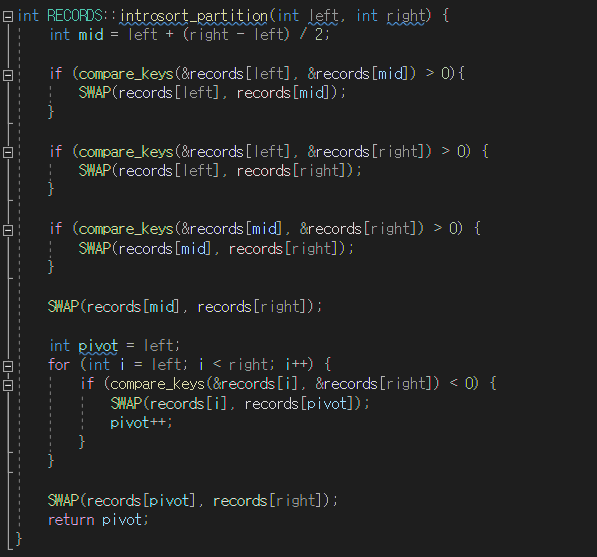 int RECORDS::introsort_partition(int left, int right) {
int mid = left + (right - left) / 2;
if (compare_keys(&records[left], &records[mid]) > 0){
SWAP(records[left], records[mid]);
}
if (compare_keys(&records[left], &records[right]) > 0) {
SWAP(records[left], records[right]);
}
if (compare_keys(&records[mid], &records[right]) > 0) {
SWAP(records[mid], records[right]);
}
SWAP(records[mid], records[right]);
int pivot = left;
for (int i = left; i < right; i++) {
if (compare_keys(&records[i], &records[right]) < 0) {
SWAP(records[i], records[pivot]);
pivot++;
}
}
SWAP(records[pivot], records[right]);
return pivot;
}